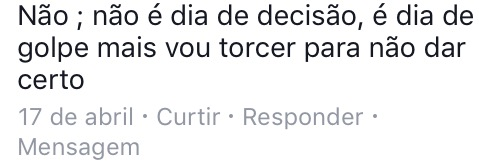 Não ; não é dia de decisão, é dia de
golpe mais vou torcer para não dar
certo
17 de abril · Curtir · Responder ·
Mensagem